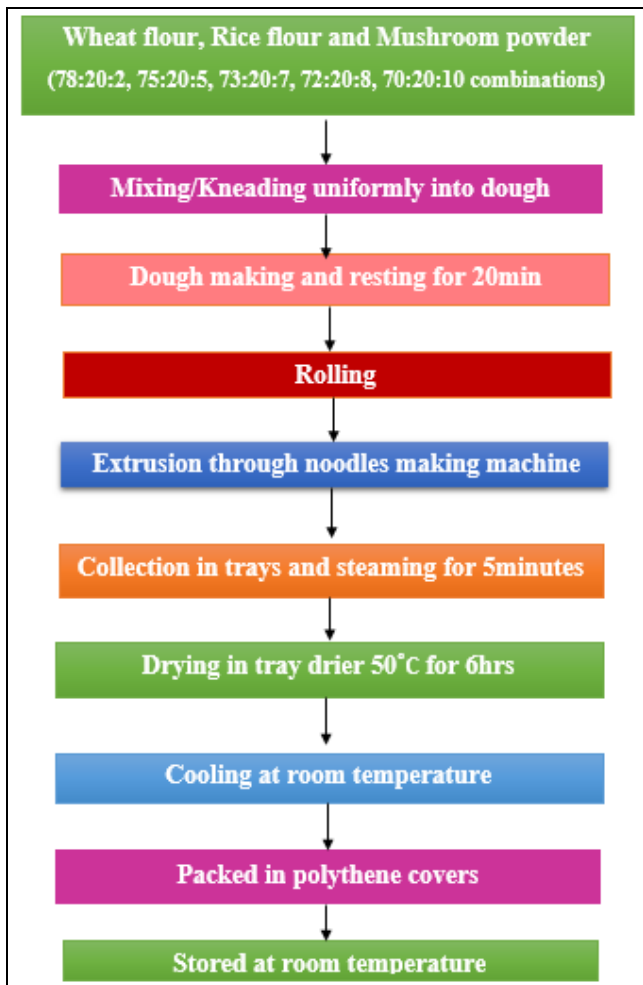 Wheat flour, Rice flour and Mushroom powder
(78:20:2, 75:20:5, 73:20:7, 72:20:8, 70:20:10 combinations)
Mixing/Kneading uniformly into dough
Dough making and resting for 20min
Rolling
Extrusion through noodles making machine
Collection in trays and steaming for 5minutes
Drying in tray drier 50°C for 6hrs
Cooling at room temperature
Packed in polythene covers
Stored at room temperature